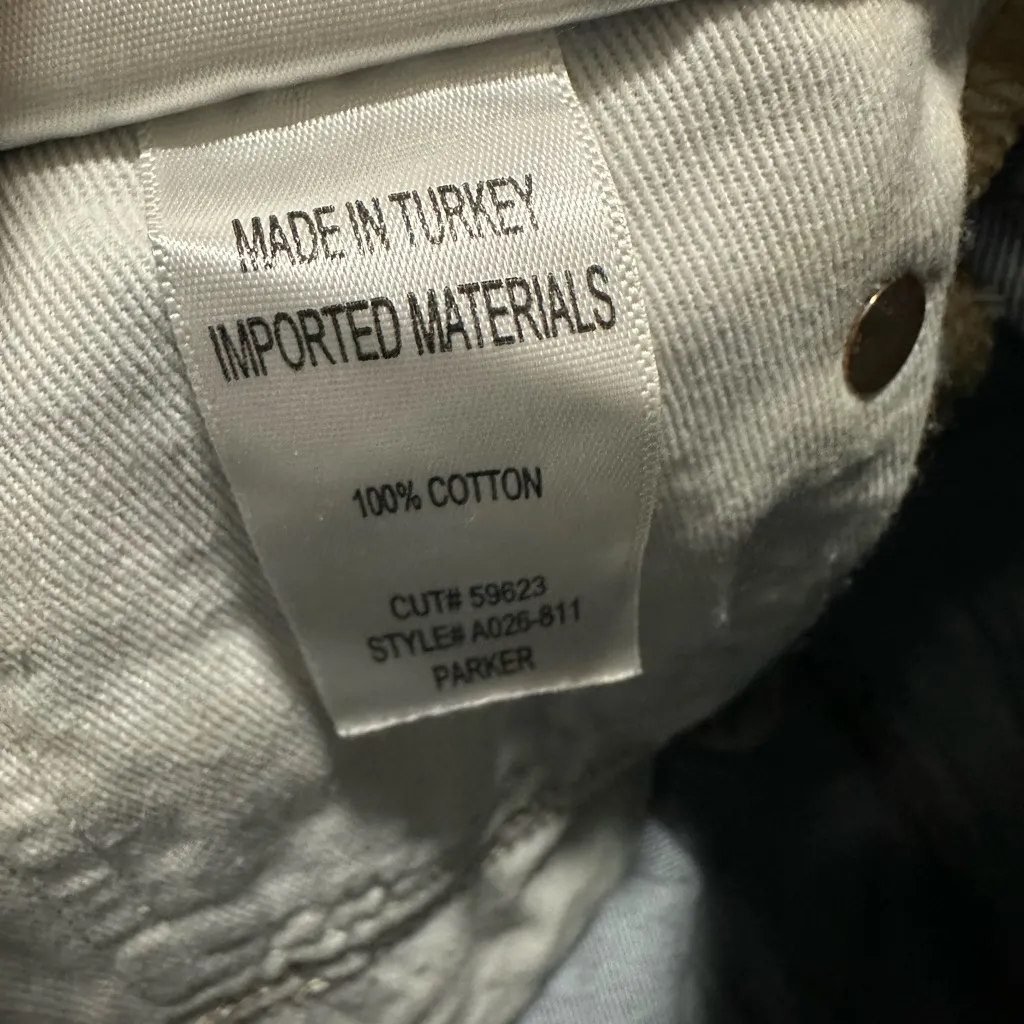 MADE IN TURKEY
IMPORTED MATERIALS
100% COTTON
CUT# 59623
STYLE# A026-811
PARKER